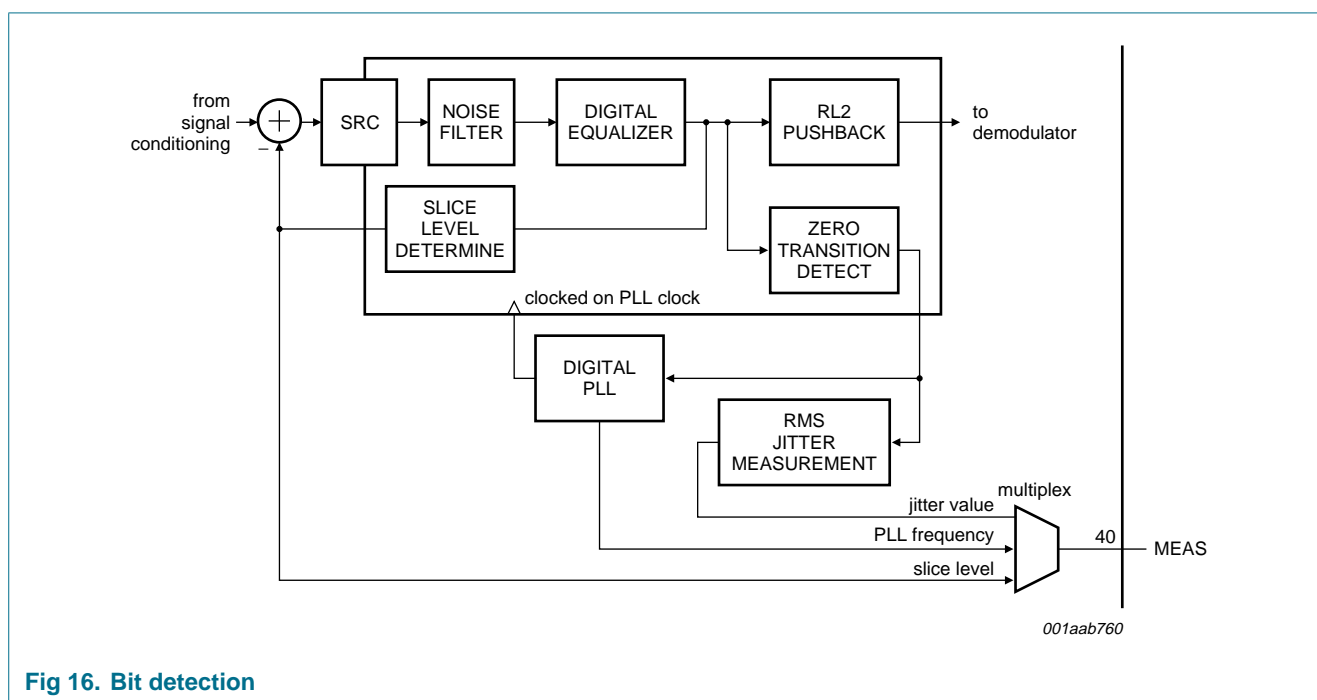 from
signal
conditioning
+
−
SRC
NOISE
FILTER
DIGITAL
EQUALIZER
RL2
PUSHBACK
to
demodulator
SLICE
LEVEL
DETERMINE
ZERO
TRANSITION
DETECT
clocked on PLL clock
DIGITAL
PLL
RMS
JITTER
MEASUREMENT
multiplex
jitter value
PLL frequency
slice level
40
MEAS
001aab760
Fig 16. Bit detection